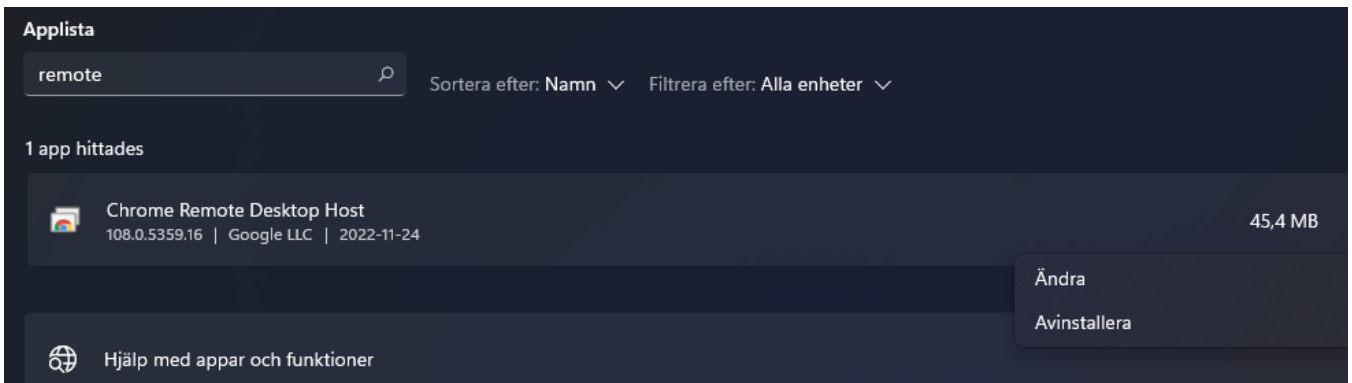 Applista
remote
Sortera efter: Namn Filtrera efter: Alla enheter
1 app hittades
Chrome Remote Desktop Host
45,4 MB
108.0.5359.16 | Google LLC | 2022-11-24
Ändra
Avinstallera
Hjälp med appar och funktioner